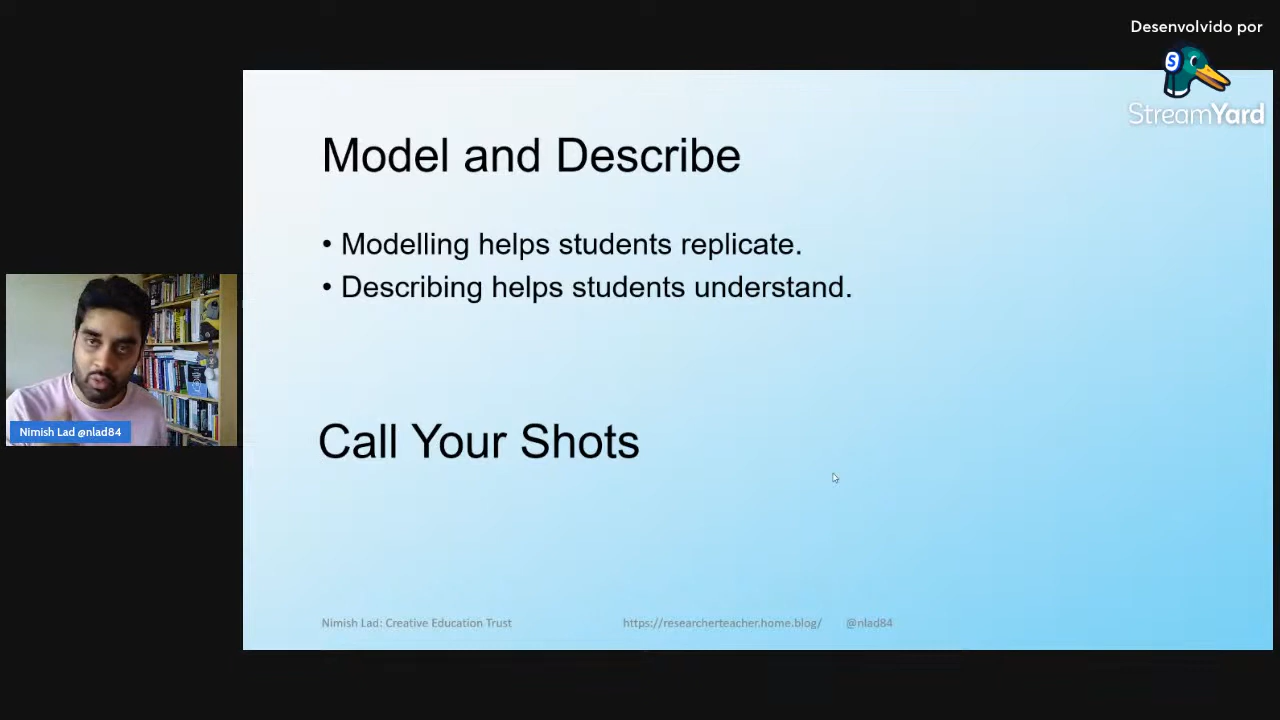 Desenvolvido por
S
StreamYard
Model and Describe
• Modelling helps students replicate.
• Describing helps students understand.
Nimish Lad @nlad84
Call Your Shots
Nimish Lad: Creative Education Trust https://researcherteacher.home.blog/ @nlad84